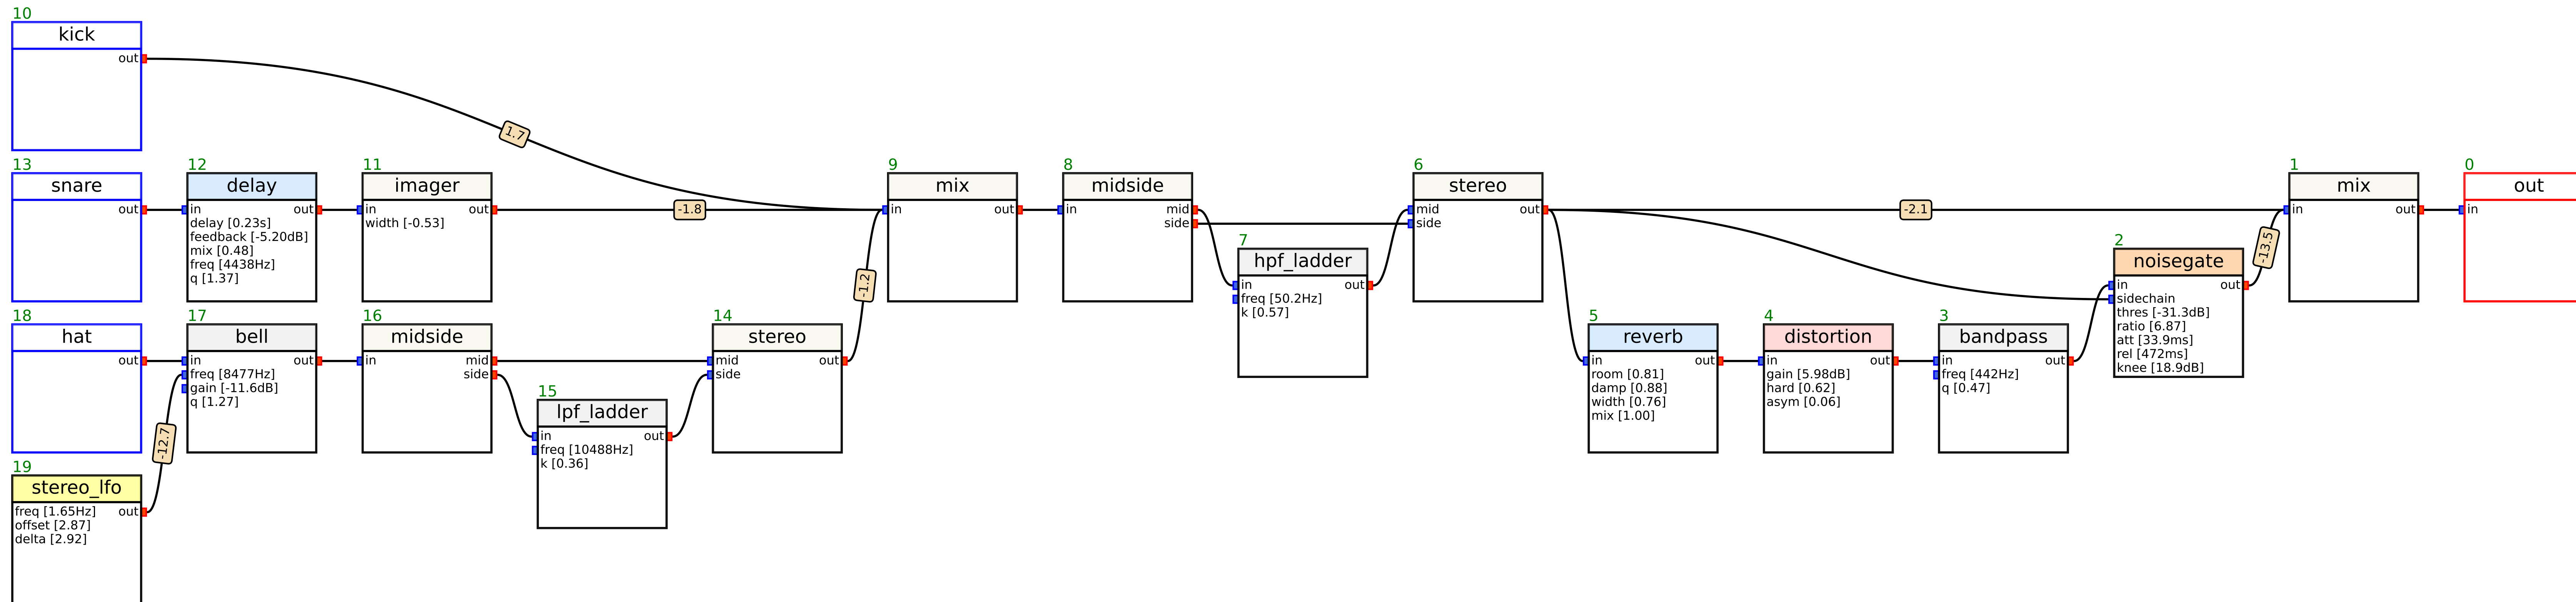 10
kick
out
1.7
13
snare
out
12
delay
in out
delay [0.23s]
feedback [-5.20dB]
mix [0.48]
freq [4438Hz]
q [1.37]
11
imager
in out
width [-0.53]
-1.8
9
mix
in out
8
midside
in mid
side
7
hpf_ladder
in out
freq [50.2Hz]
k [0.57]
6
stereo
mid out
side
-2.1
1
mix
in out
0
out
in
2
noisegate
in out
sidechain
thres [-31.3dB]
ratio [6.87]
att [33.9ms]
rel [472ms]
knee [18.9dB]
-13.5
18
hat
out
17
bell
in out
freq [8477Hz]
gain [-11.6dB]
q [1.27]
16
midside
in mid
side
15
lpf_ladder
in out
freq [10488Hz]
k [0.36]
14
stereo
mid out
side
-1.2
5
reverb
in out
room [0.81]
damp [0.88]
width [0.76]
mix [1.00]
4
distortion
in out
gain [5.98dB]
hard [0.62]
asym [0.06]
3
bandpass
in out
freq [442Hz]
q [0.47]
-12.7
19
stereo_lfo
freq [1.65Hz] out
offset [2.87]
delta [2.92]